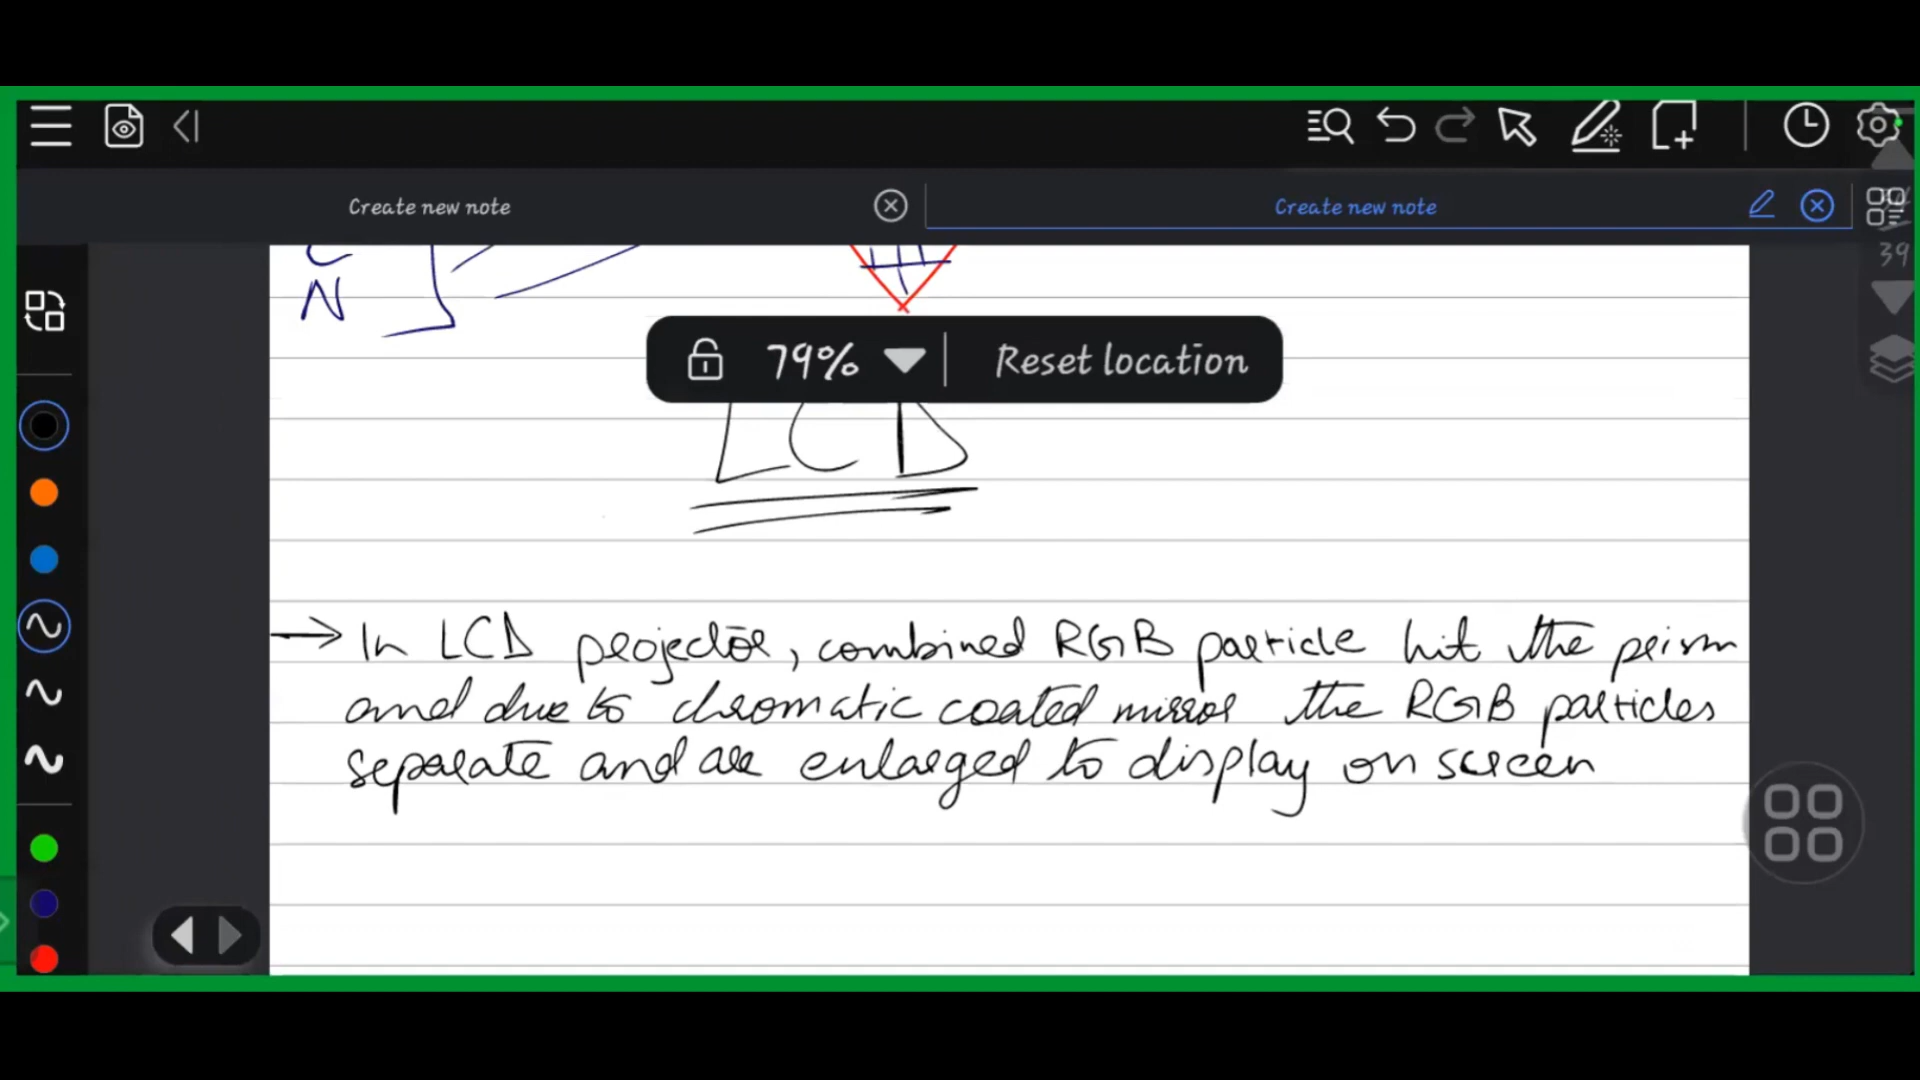 Create new note
Create new note
39
N
79%
Reset location
LCD
→ In LCD projector, combined RGB particle hit the prism
and due to chromatic coated mirror the RGB particles
separate and are enlarged to display on screen